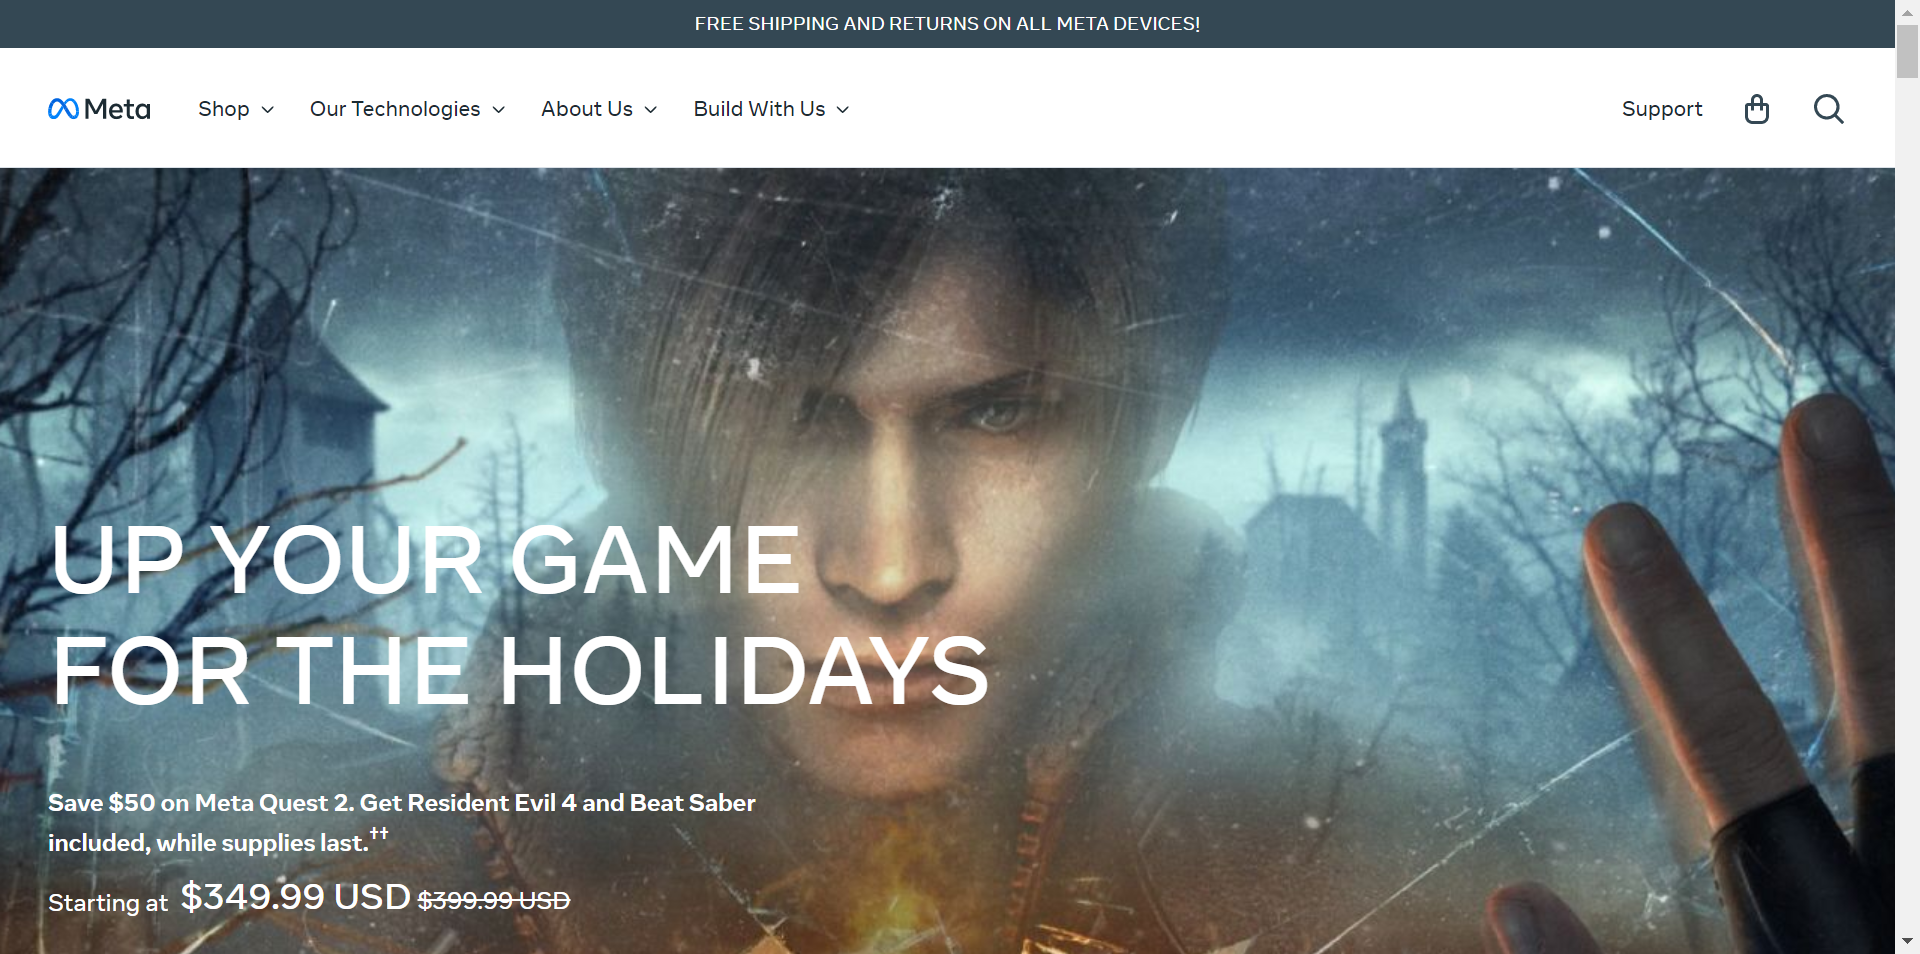 FREE SHIPPING AND RETURNS ON ALL META DEVICES!
Meta Shop Our Technologies About Us Build With Us Support
UP YOUR GAME
FOR THE HOLIDAYS
Save $50 on Meta Quest 2. Get Resident Evil 4 and Beat Saber
included, while supplies last.††
Starting at $349.99 USD $399.99 USD